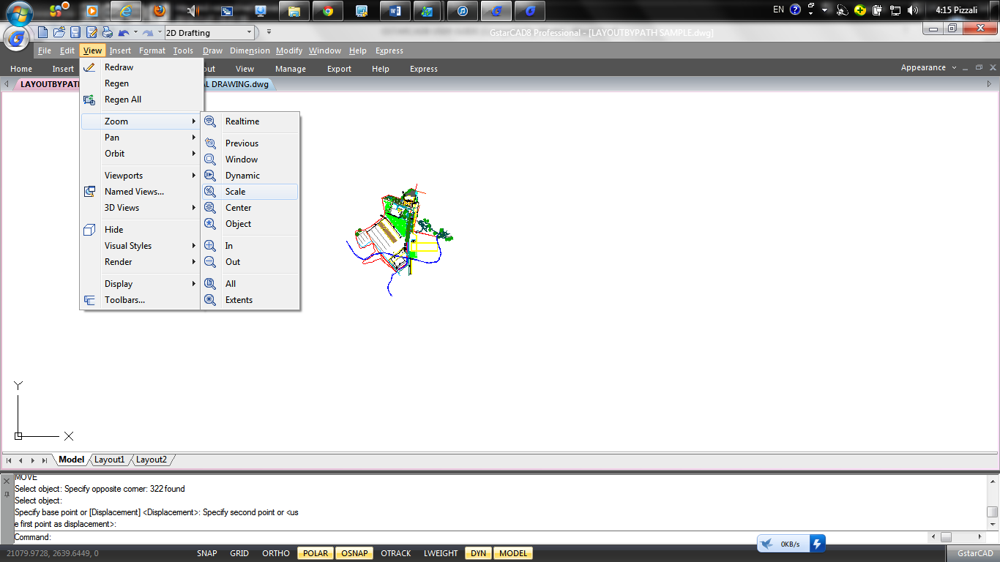 EN
4:15 Pizzali
2D Drafting
GstarCAD8 Professional - [LAYOUTBYPATH SAMPLE.dwg]
File Edit View Insert Format Tools Draw Dimension Modify Window Help Express
Home Insert out View Manage Export Help Express Appearance
LAYOUTBYPAT AL DRAWING.dwg
Redraw
Regen
Regen All
Zoom
Pan
Orbit
Viewports
Named Views...
3D Views
Hide
Visual Styles
Render
Display
Toolbars...
Realtime
Previous
Window
Dynamic
Scale
Center
Object
In
Out
All
Extents
Y
X
Model Layout1 Layout2
MOVE
Select object: Specify opposite corner: 322 found
Select object:
Specify base point or [Displacement] <Displacement>: Specify second point or <us
e first point as displacement>:
Command:
0KB/s
21079.9728, 2639.6449, 0 SNAP GRID ORTHO POLAR OSNAP OTRACK LWEIGHT DYN MODEL GstarCAD